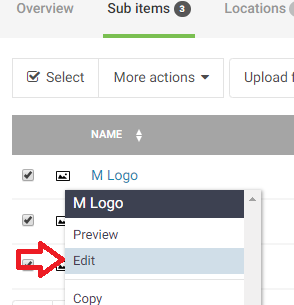 Overview Sub items 3 Locations
Select More actions Upload f
NAME
M Logo
M Logo
Preview
Edit
Copy